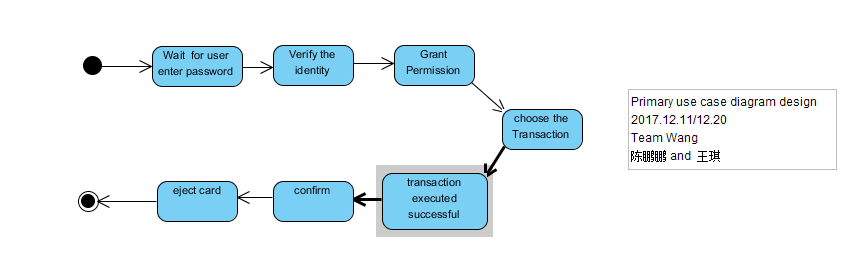 Wait for user
enter password
Verify the
identity
Grant
Permission
choose the
Transaction
transaction
executed
successful
confirm
eject card
Primary use case diagram design
2017.12.11/12.20
Team Wang
陈鹏鹏 and 王琪